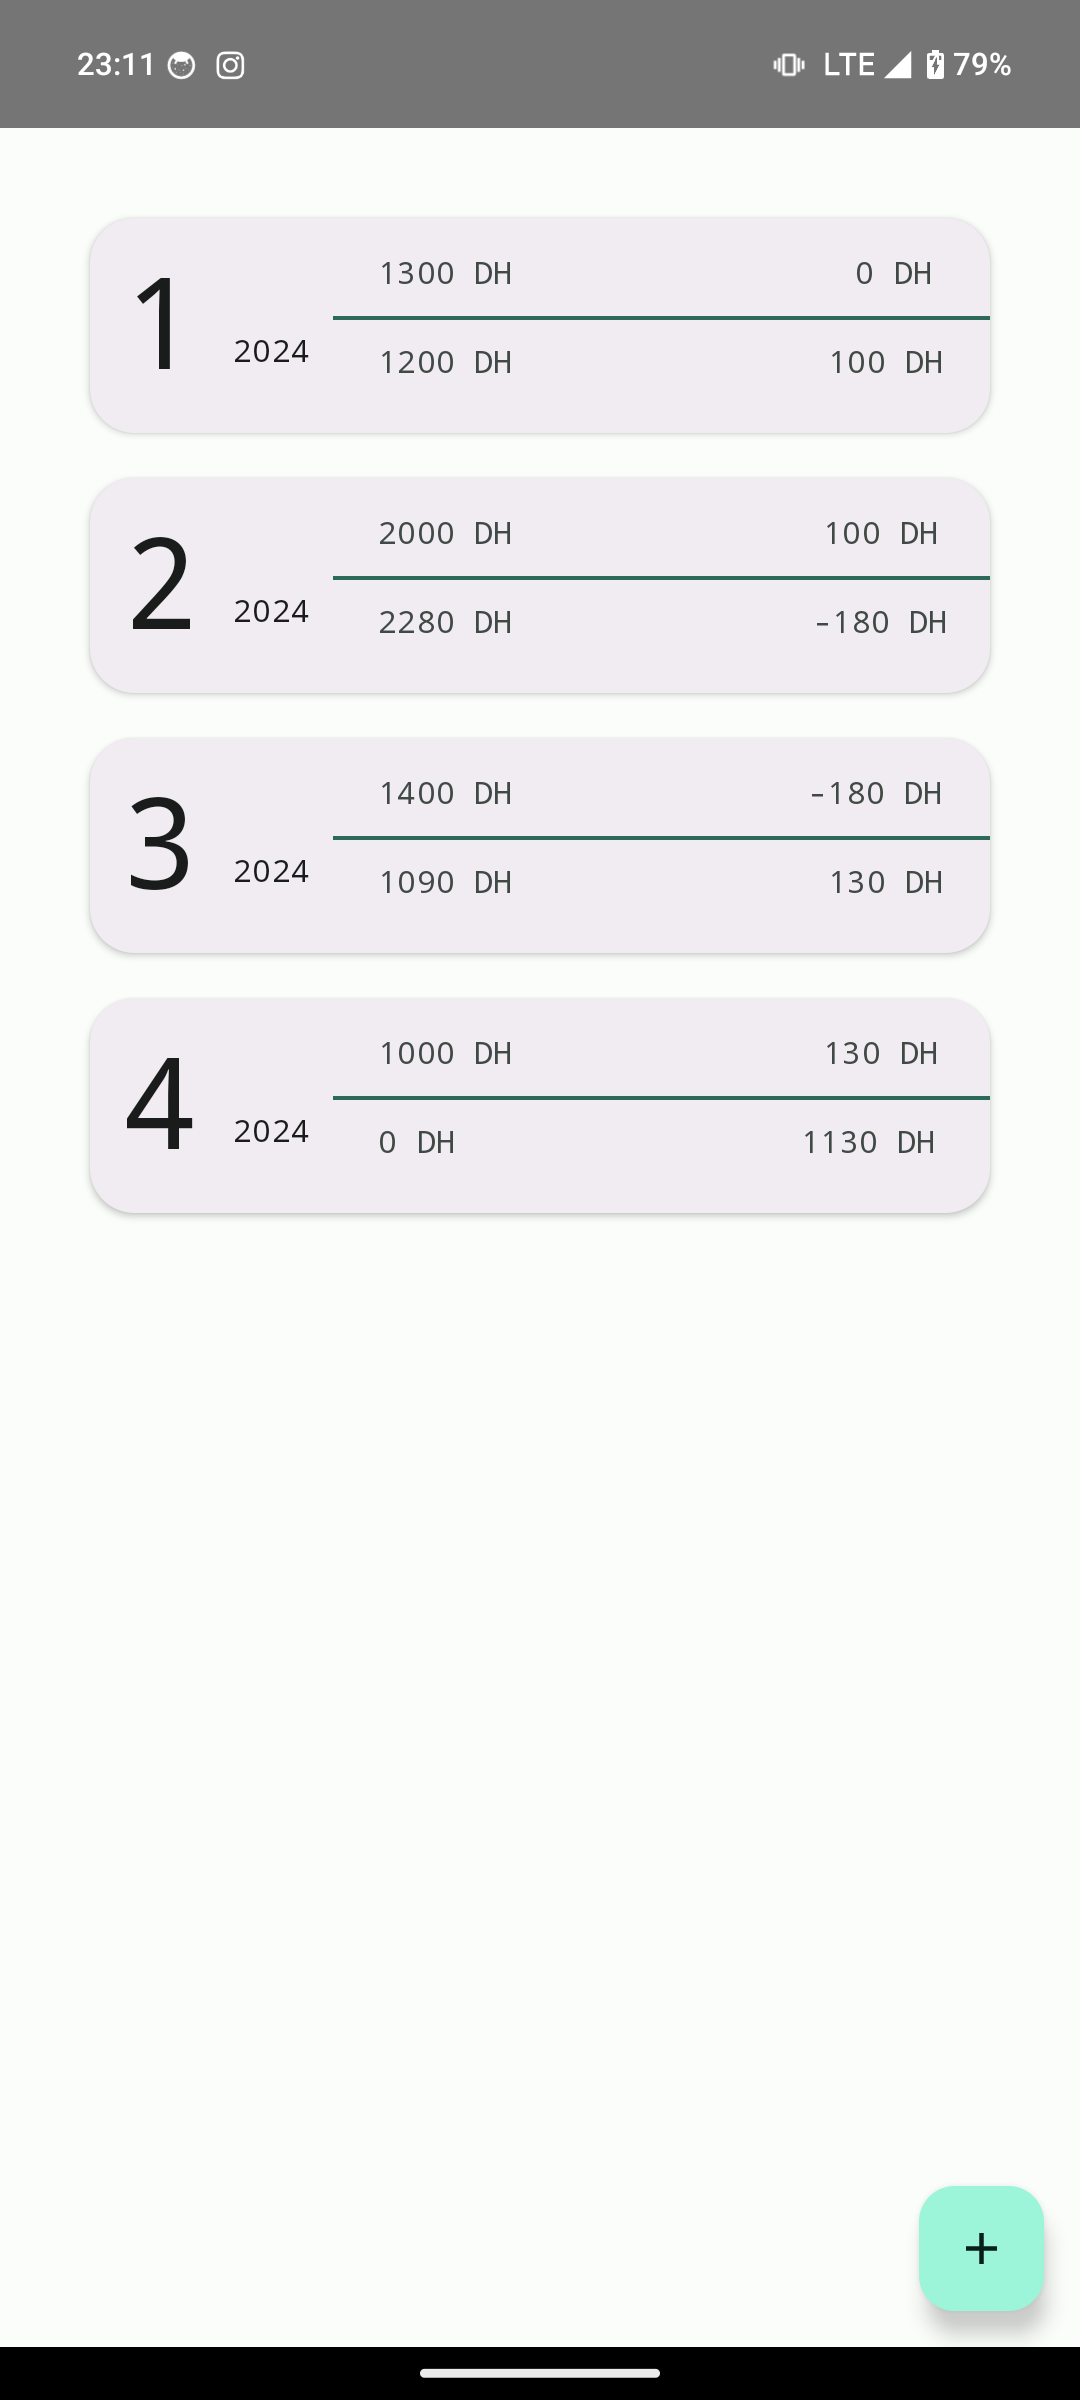 23:11 LTE 79%
1300 DH 0 DH
1 2024
1200 DH 100 DH
2000 DH 100 DH
2 2024
2280 DH -180 DH
1400 DH -180 DH
3 2024
1090 DH 130 DH
1000 DH 130 DH
4 2024
0 DH 1130 DH
+